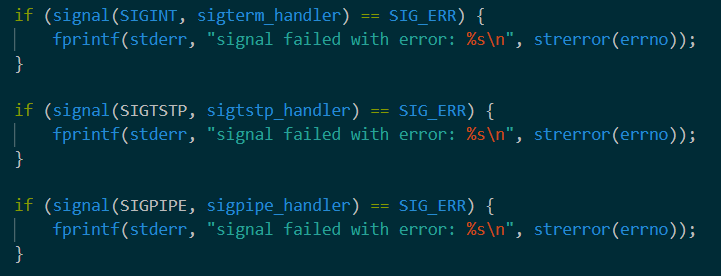 if (signal(SIGINT, sigterm_handler) == SIG_ERR) {
    fprintf(stderr, "signal failed with error: %s\n", strerror(errno));
}

if (signal(SIGTSTP, sigtstp_handler) == SIG_ERR) {
    fprintf(stderr, "signal failed with error: %s\n", strerror(errno));
}

if (signal(SIGPIPE, sigpipe_handler) == SIG_ERR) {
    fprintf(stderr, "signal failed with error: %s\n", strerror(errno));
}